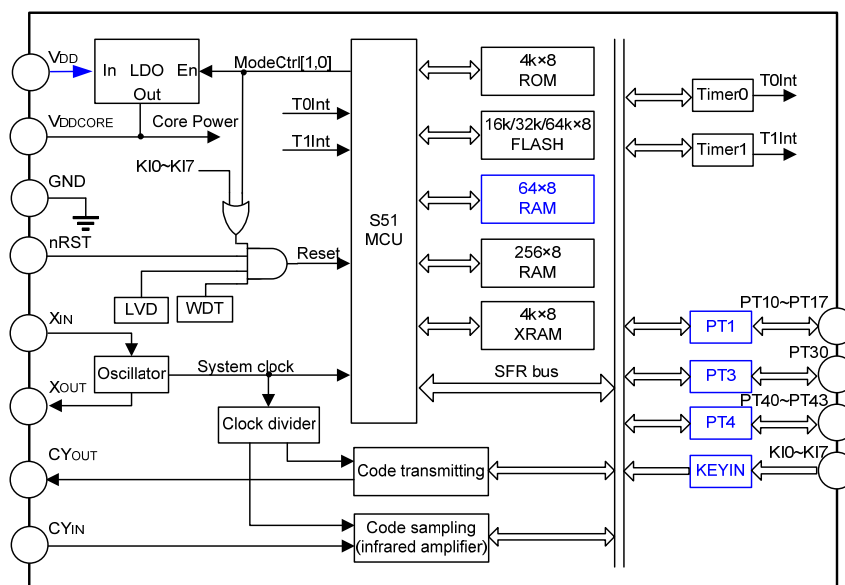 VDD
In LDO En
Out
ModeCtrl[1,0]
VDDCORE
Core Power
T0Int
T1Int
KI0~KI7
GND
nRST
Reset
LVD
WDT
XIN
Oscillator
System clock
XOUT
Clock divider
CYOUT
Code transmitting
CYIN
Code sampling
(infrared amplifier)
S51
MCU
4k×8
ROM
16k/32k/64k×8
FLASH
64×8
RAM
256×8
RAM
4k×8
XRAM
SFR bus
Timer0
T0Int
Timer1
T1Int
PT10~PT17
PT1
PT30
PT3
PT40~PT43
PT4
KI0~KI7
KEYIN